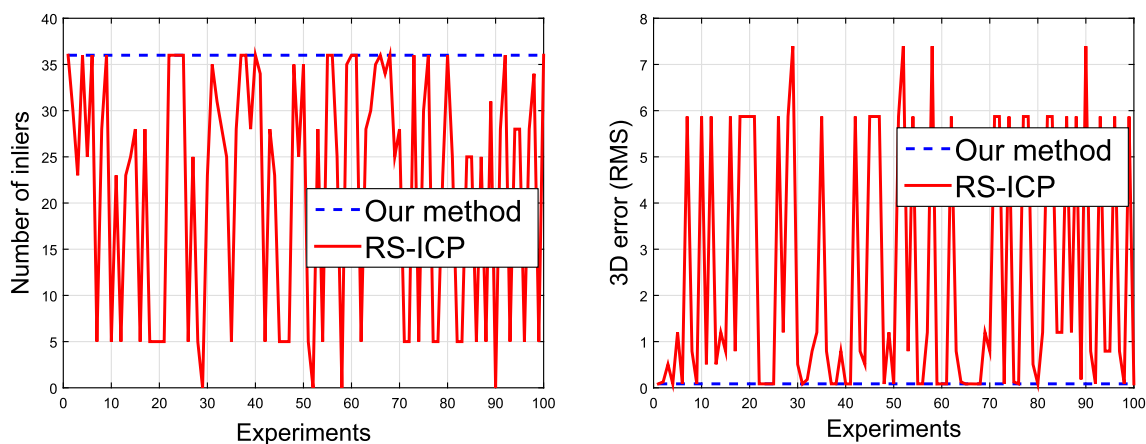 40
35
30
25
20
15
10
5
0
Number of inliers
Our method
RS-ICP
0 10 20 30 40 50 60 70 80 90 100
Experiments
8
7
6
5
4
3
2
1
0
3D error (RMS)
Our method
RS-ICP
0 10 20 30 40 50 60 70 80 90 100
Experiments